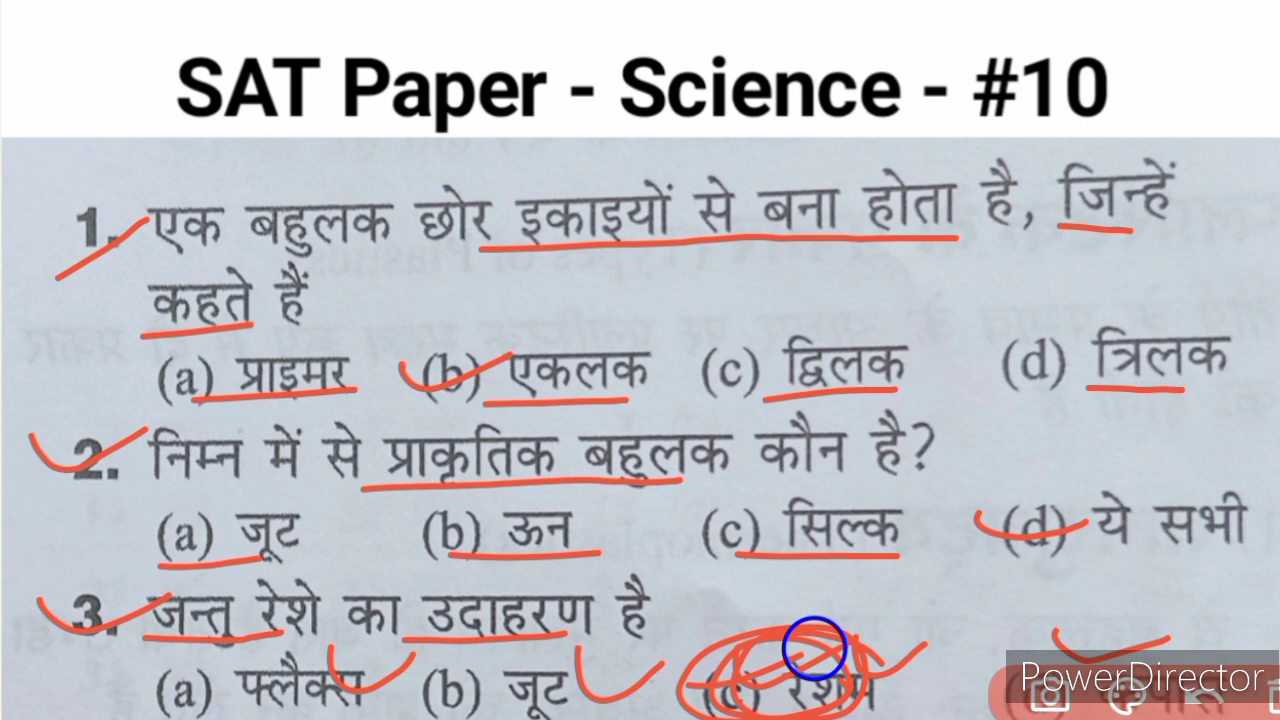 SAT Paper - Science - #10
1. एक बहुलक छोर इकाइयों से बना होता है, जिन्हें
कहते हैं
(a) प्राइमर (b) एकलक (c) द्विलक (d) त्रिलक
2. निम्न में से प्राकृतिक बहुलक कौन है?
(a) जूट (b) ऊन (c) सिल्क (d) ये सभी
3. जन्तु रेशे का उदाहरण है
(a) फ्लैक्स (b) जूट (c) रेशम
PowerDirector